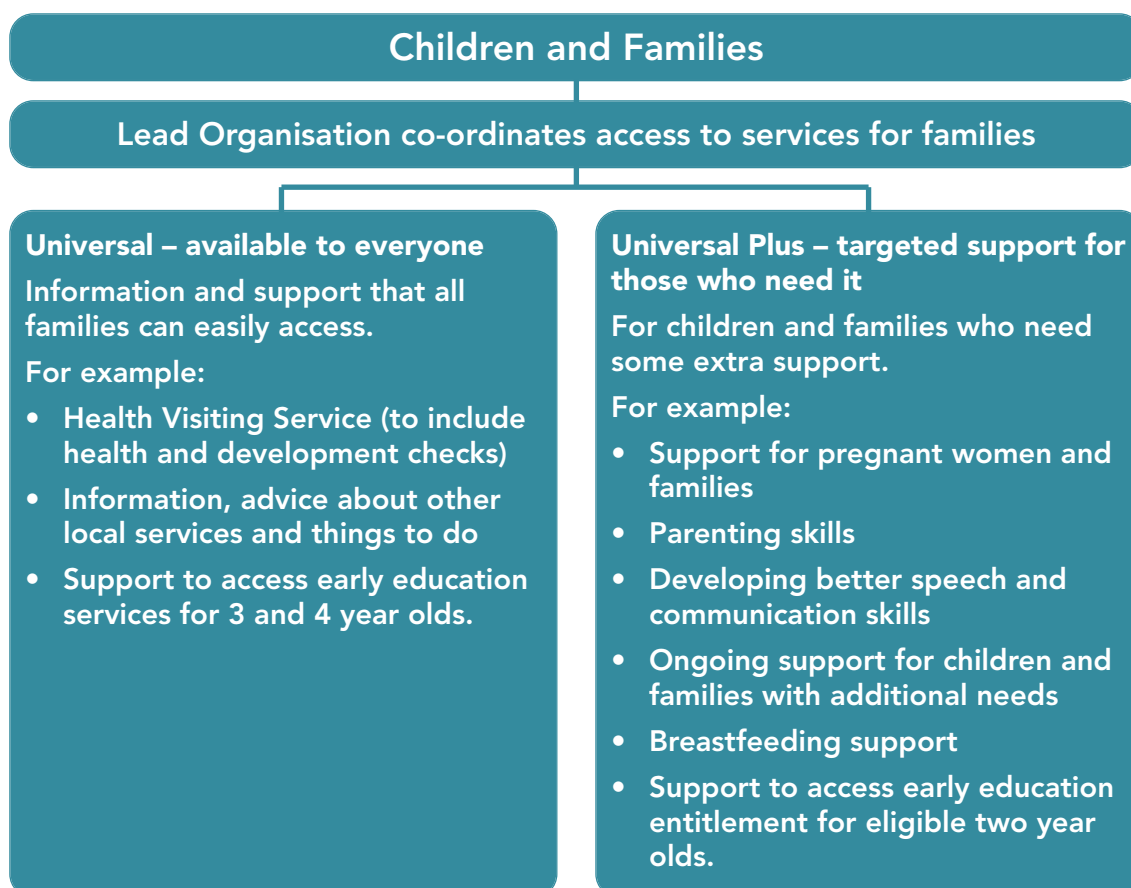 Children and Families
Lead Organisation co-ordinates access to services for families
Universal – available to everyone
Information and support that all
families can easily access.
For example:
• Health Visiting Service (to include
health and development checks)
• Information, advice about other
local services and things to do
• Support to access early education
services for 3 and 4 year olds.
Universal Plus – targeted support for
those who need it
For children and families who need
some extra support.
For example:
• Support for pregnant women and
families
• Parenting skills
• Developing better speech and
communication skills
• Ongoing support for children and
families with additional needs
• Breastfeeding support
• Support to access early education
entitlement for eligible two year
olds.